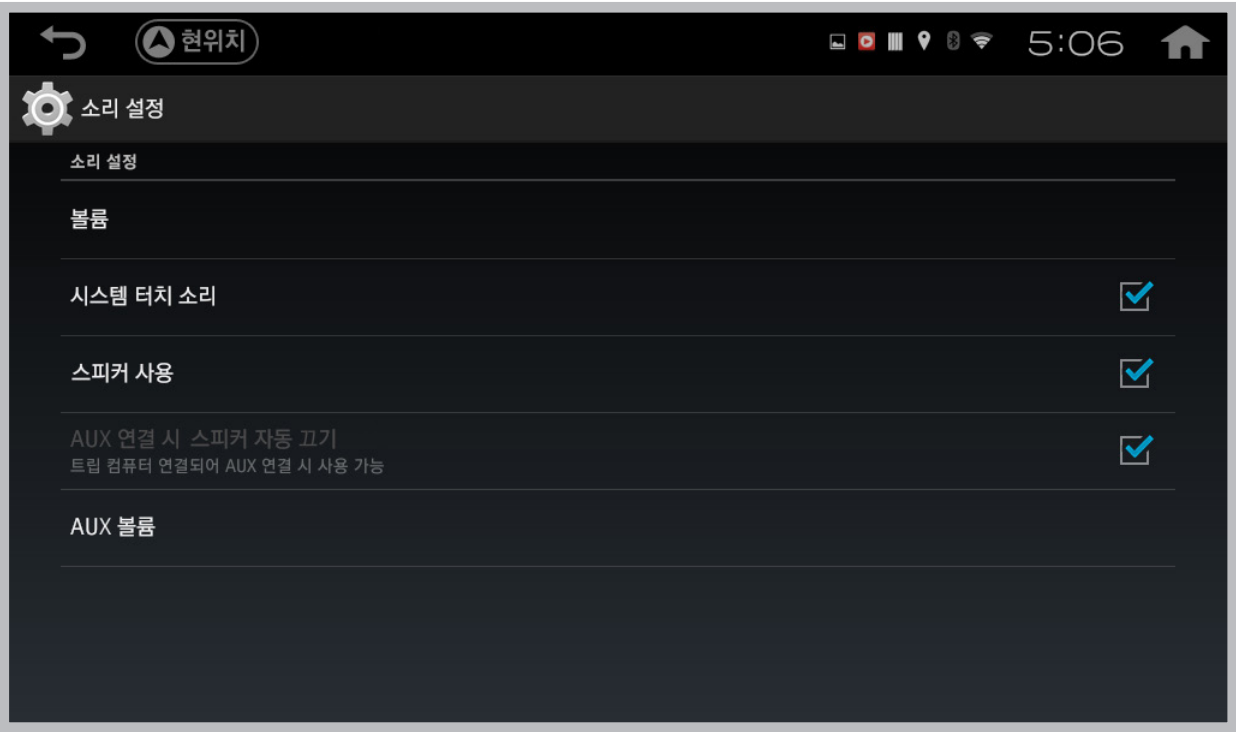 현위치
5:06
소리 설정
소리 설정
볼륨
시스템 터치 소리
스피커 사용
AUX 연결 시 스피커 자동 끄기
트립 컴퓨터 연결되어 AUX 연결 시 사용 가능
AUX 볼륨